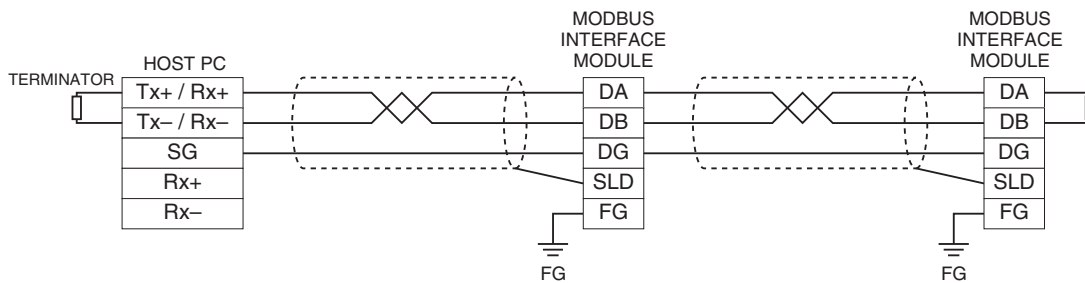 MODBUS
INTERFACE
MODULE
MODBUS
INTERFACE
MODULE
HOST PC
TERMINATOR
Tx+ / Rx+
Tx– / Rx–
SG
Rx+
Rx–
DA
DB
DG
SLD
FG
FG
DA
DB
DG
SLD
FG
FG